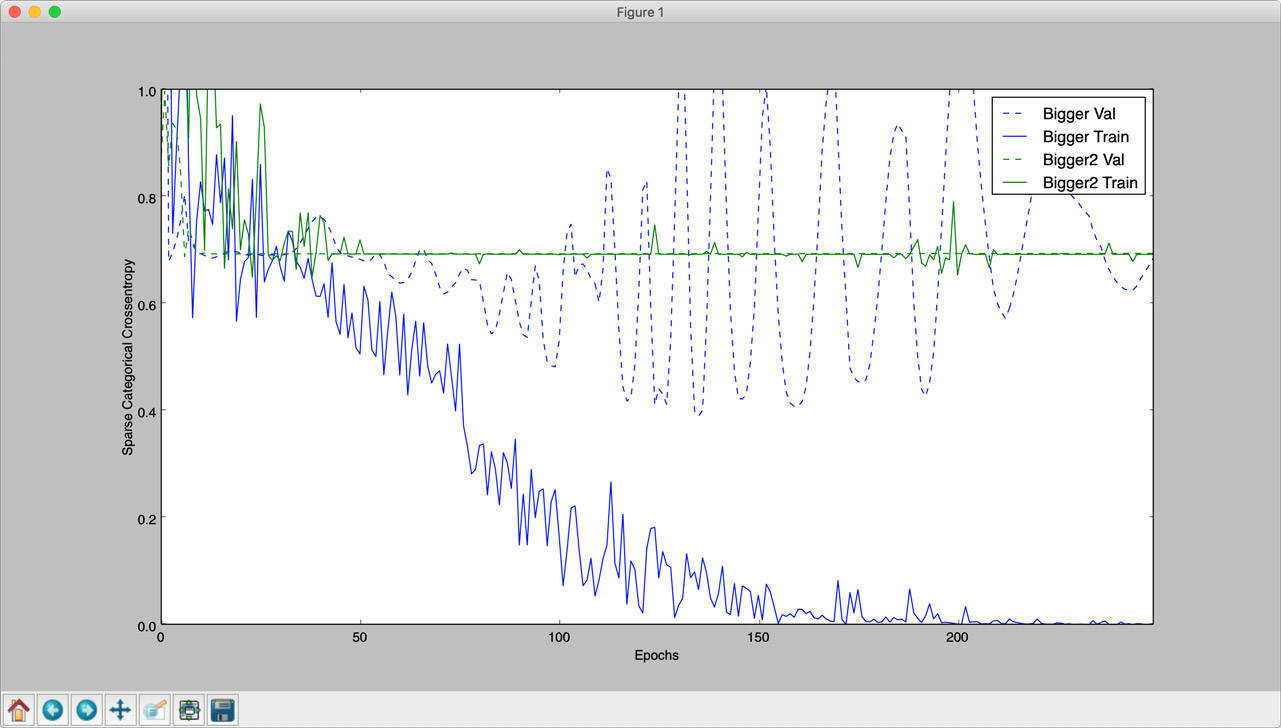 Figure 1
1.0
0.8
0.6
0.4
0.2
0.0
Sparse Categorical Crossentropy
0
50
100
150
200
Epochs
Bigger Val
Bigger Train
Bigger2 Val
Bigger2 Train